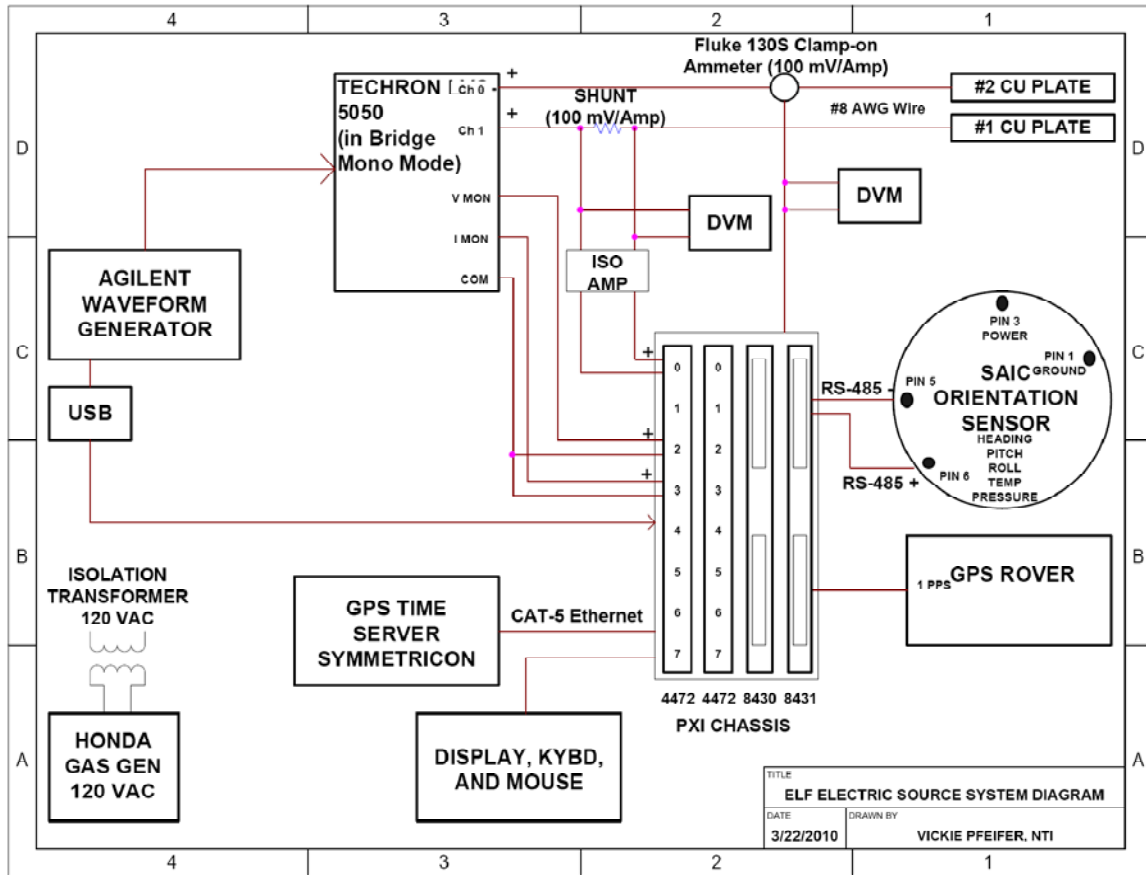 4 3 2 1
Fluke 130S Clamp-on
Ammeter (100 mV/Amp)
TECHRON
5050
(in Bridge
Mono Mode)
Ch 0 -
+
Ch 1
+
V MON
I MON
COM
SHUNT
(100 mV/Amp)
#8 AWG Wire
#2 CU PLATE
#1 CU PLATE
D
D
DVM
DVM
ISO
AMP
AGILENT
WAVEFORM
GENERATOR
USB
C
C
+
+
+
0
1
2
3
4
5
6
7
0
1
2
3
4
5
6
7
4472 4472 8430 8431
PXI CHASSIS
PIN 3
POWER
PIN 1
GROUND
SAIC
ORIENTATION
SENSOR
HEADING
PITCH
ROLL
TEMP
PRESSURE
RS-485 -
PIN 5
RS-485 +
PIN 6
B
B
ISOLATION
TRANSFORMER
120 VAC
GPS TIME
SERVER
SYMMETRICON
CAT-5 Ethernet
1 PPS
GPS ROVER
HONDA
GAS GEN
120 VAC
DISPLAY, KYBD,
AND MOUSE
A
A
TITLE
ELF ELECTRIC SOURCE SYSTEM DIAGRAM
DATE
3/22/2010
DRAWN BY
VICKIE PFEIFER, NTI
4 3 2 1